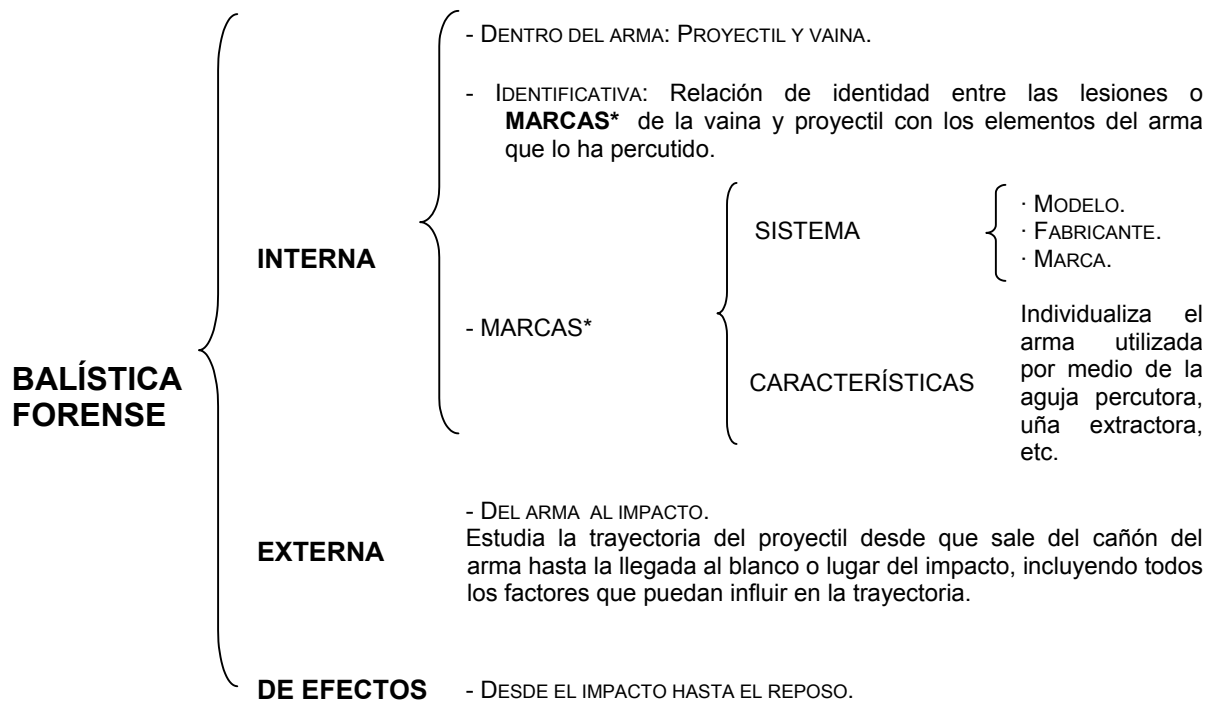 - DENTRO DEL ARMA: PROYECTIL Y VAINA.
- IDENTIFICATIVA: Relación de identidad entre las lesiones o
MARCAS* de la vaina y proyectil con los elementos del arma
que lo ha percutido.
INTERNA
- MARCAS*
SISTEMA
· MODELO.
· FABRICANTE.
· MARCA.
CARACTERÍSTICAS
Individualiza el
arma utilizada
por medio de la
aguja percutora,
uña extractora,
etc.
BALÍSTICA
FORENSE
EXTERNA
- DEL ARMA AL IMPACTO.
Estudia la trayectoria del proyectil desde que sale del cañón del
arma hasta la llegada al blanco o lugar del impacto, incluyendo todos
los factores que puedan influir en la trayectoria.
DE EFECTOS
- DESDE EL IMPACTO HASTA EL REPOSO.